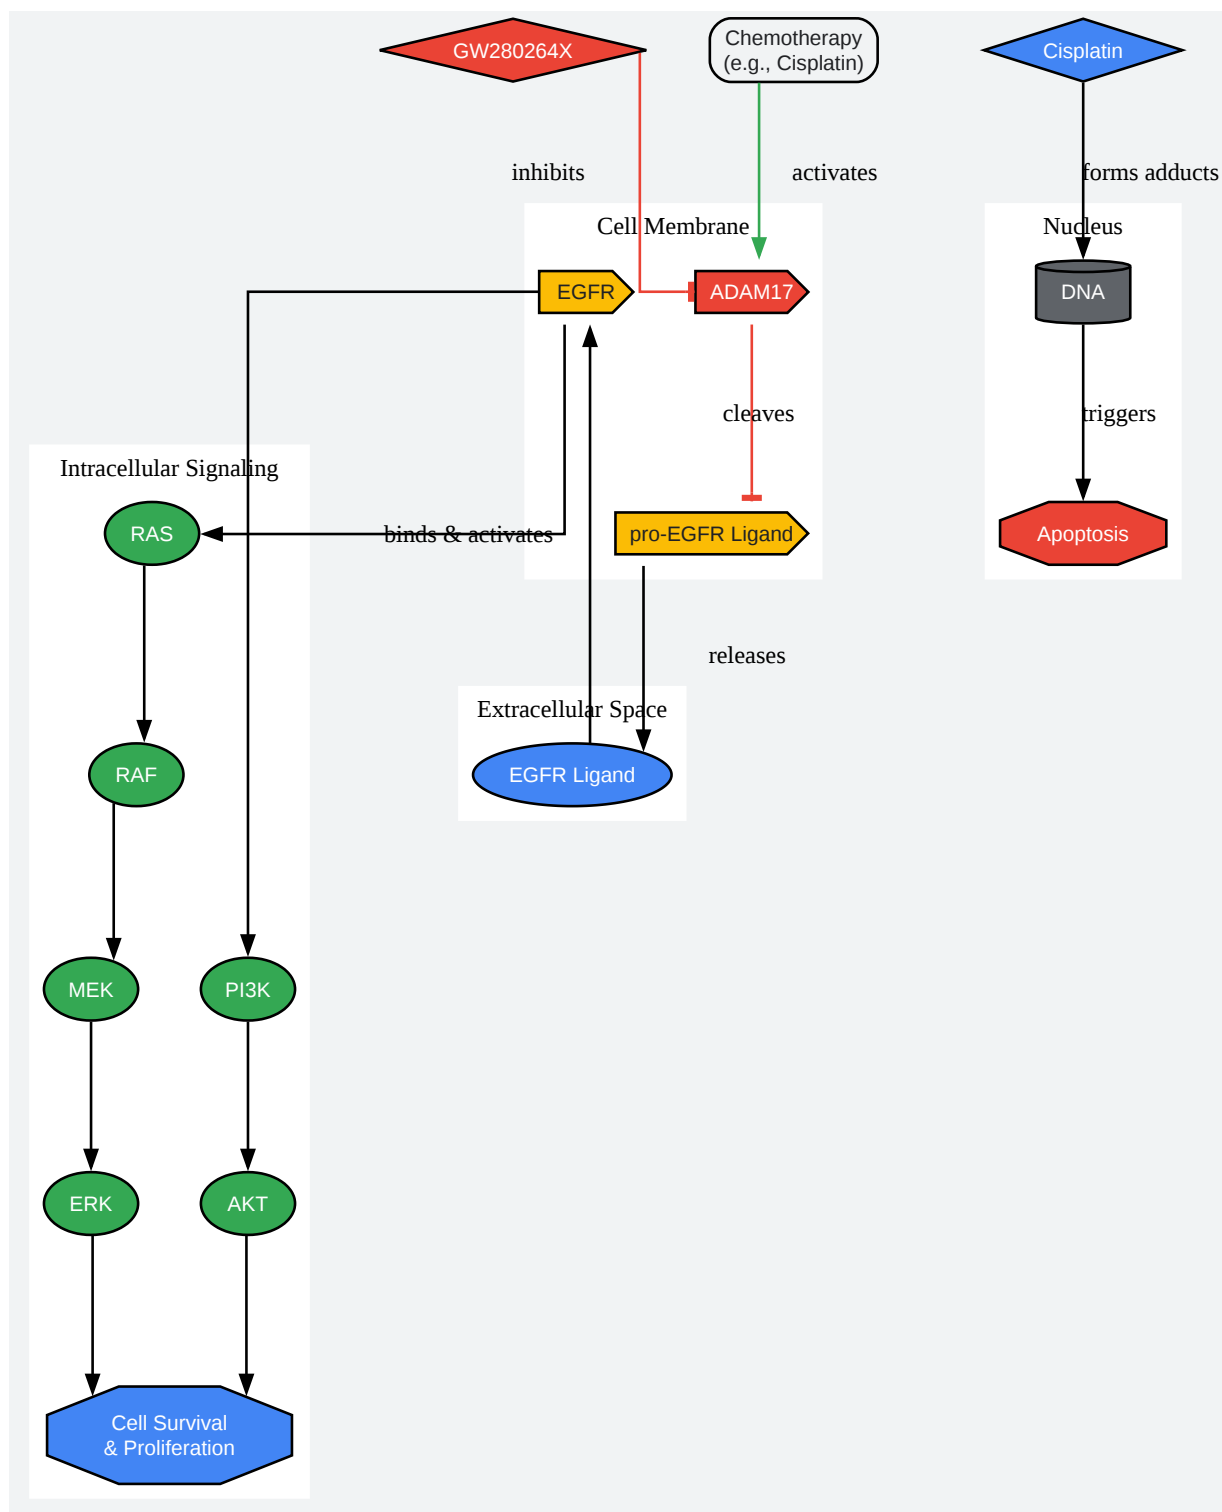 GW280264X
Chemotherapy
(e.g., Cisplatin)
Cisplatin
inhibits
activates
forms adducts
Cell Membrane
Nucleus
EGFR
ADAM17
DNA
cleaves
triggers
Intracellular Signaling
RAS
binds & activates
pro-EGFR Ligand
Apoptosis
releases
Extracellular Space
RAF
EGFR Ligand
MEK
PI3K
ERK
AKT
Cell Survival
& Proliferation